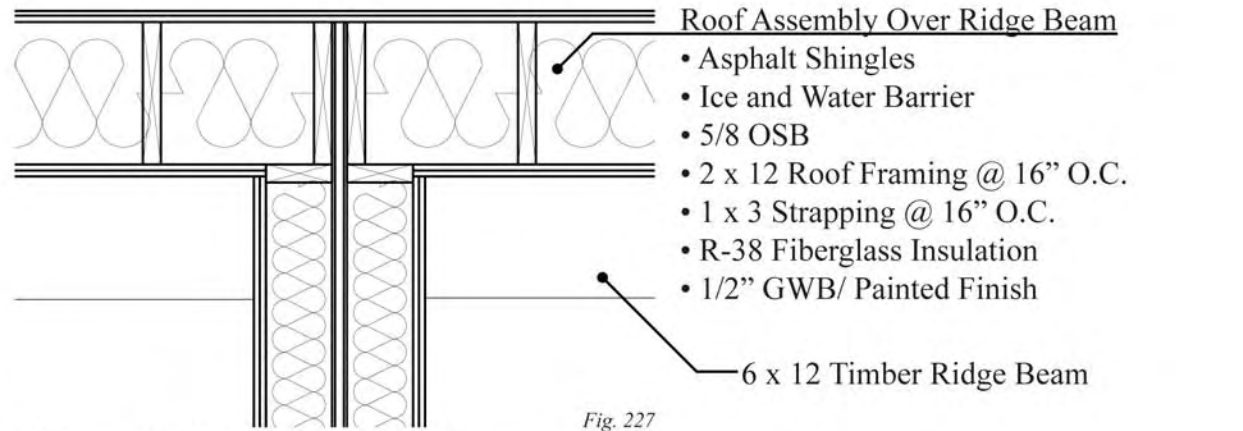 Roof Assembly Over Ridge Beam
• Asphalt Shingles
• Ice and Water Barrier
• 5/8 OSB
• 2 x 12 Roof Framing @ 16” O.C.
• 1 x 3 Strapping @ 16” O.C.
• R-38 Fiberglass Insulation
• 1/2” GWB/ Painted Finish
6 x 12 Timber Ridge Beam
Fig. 227